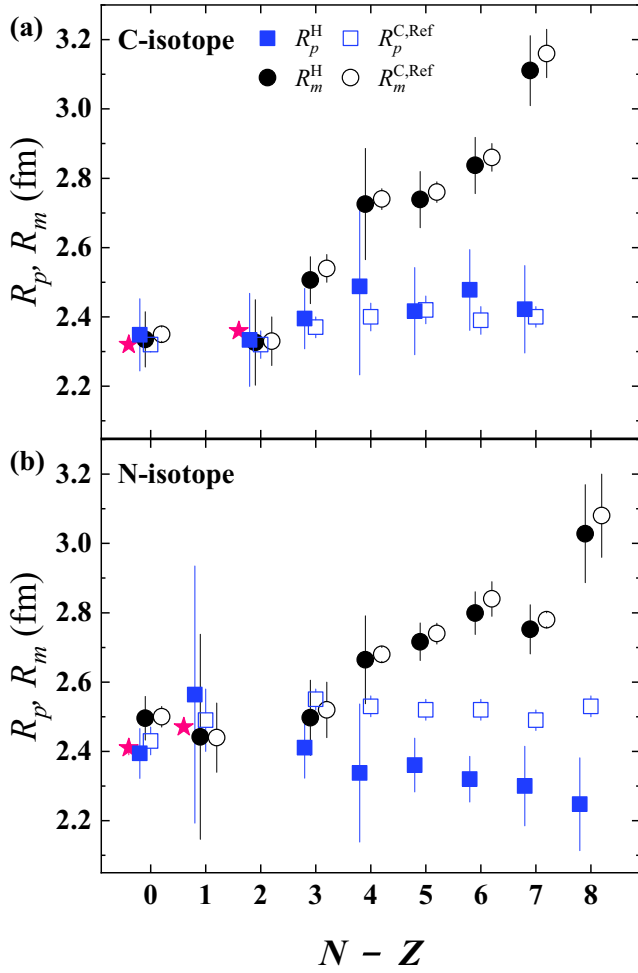 (a) C-isotope
R_p^H R_p^{C,Ref}
R_m^H R_m^{C,Ref}
3.2
3.0
2.8
2.6
2.4
2.2
R_p, R_m (fm)
(b) N-isotope
3.2
3.0
2.8
2.6
2.4
2.2
R_p, R_m (fm)
0 1 2 3 4 5 6 7 8
N − Z